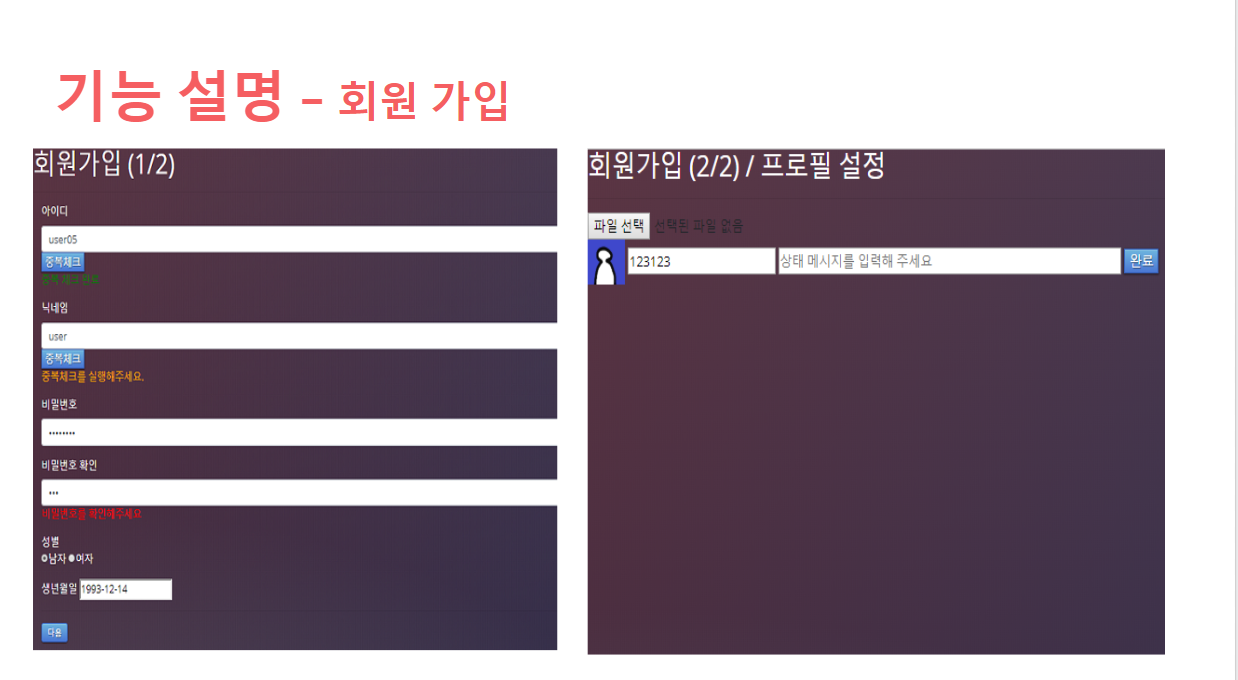 기능 설명 – 회원 가입
회원가입 (1/2)
아이디
user05
중복체크
중복 체크 완료
닉네임
user
중복체크
중복체크를 실행해주세요.
비밀번호
••••••••
비밀번호 확인
•••
비밀번호를 확인해주세요.
성별
남자 여자
생년월일 1993-12-14
다음
회원가입 (2/2) / 프로필 설정
파일 선택 선택된 파일 없음
123123 상태 메시지를 입력해 주세요 완료